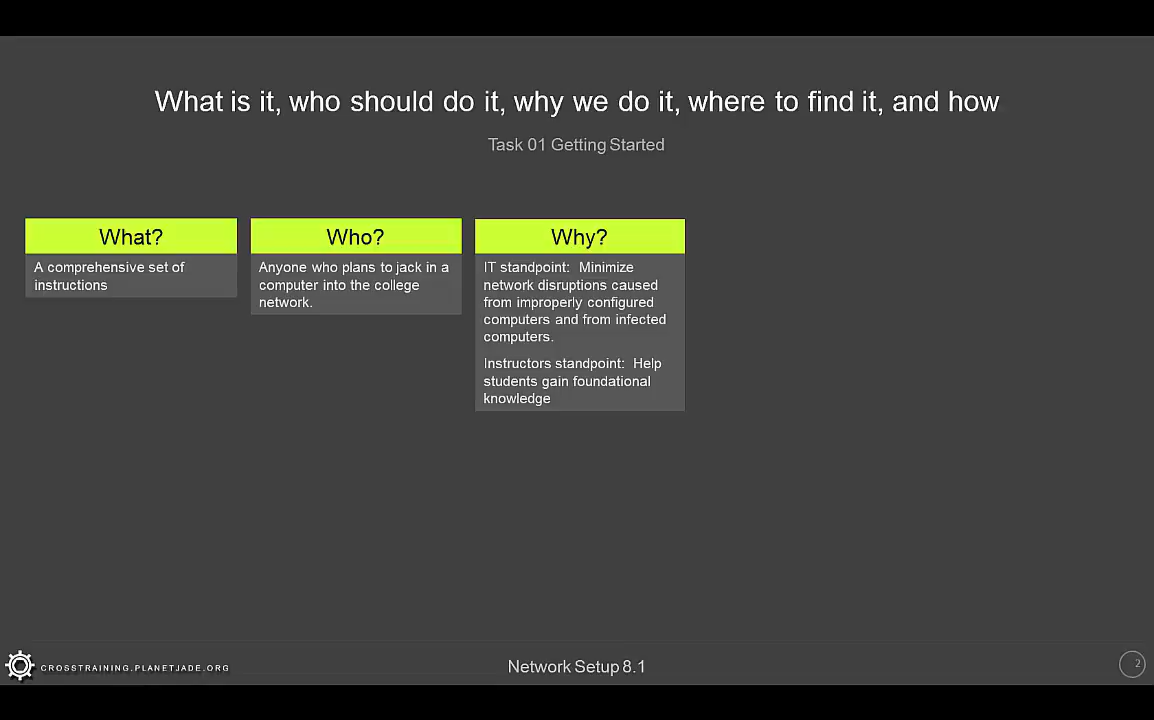 What is it, who should do it, why we do it, where to find it, and how
Task 01 Getting Started
What?
A comprehensive set of
instructions
Who?
Anyone who plans to jack in a
computer into the college
network.
Why?
IT standpoint: Minimize
network disruptions caused
from improperly configured
computers and from infected
computers.
Instructors standpoint: Help
students gain foundational
knowledge
CROSSTRAINING.PLANETJADE.ORG
Network Setup 8.1
2